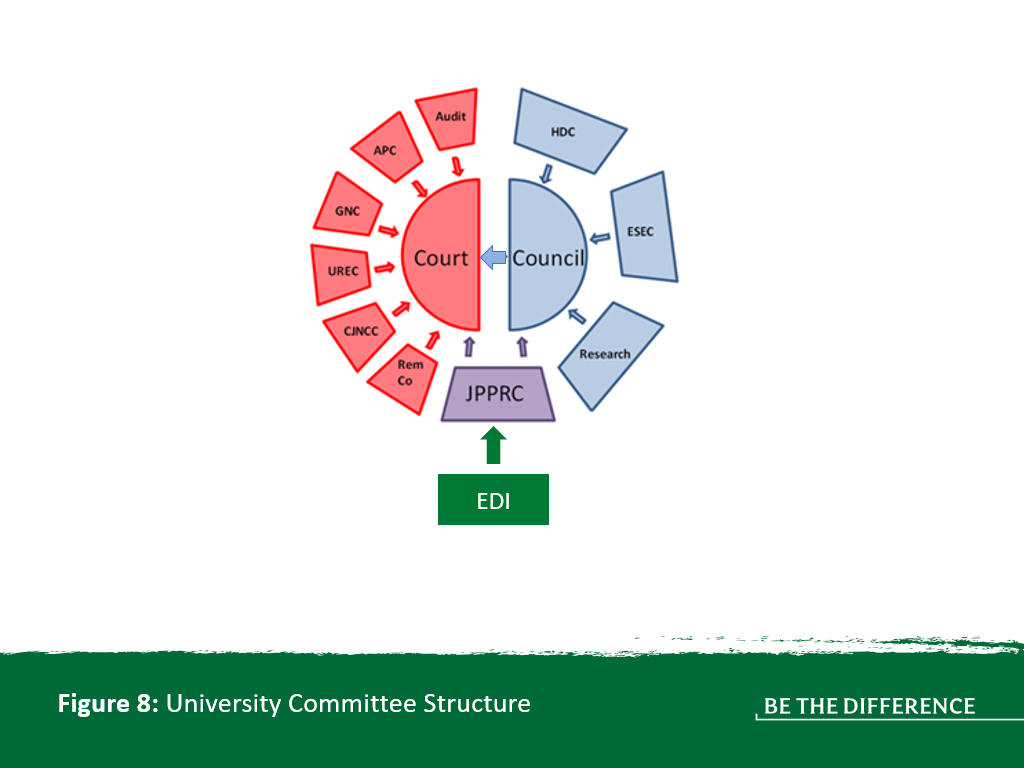 Audit
HDC
APC
GNC
ESEC
Court
Council
UREC
CJNCC
Research
Rem
Co
JPPRC
EDI
Figure 8: University Committee Structure
BE THE DIFFERENCE